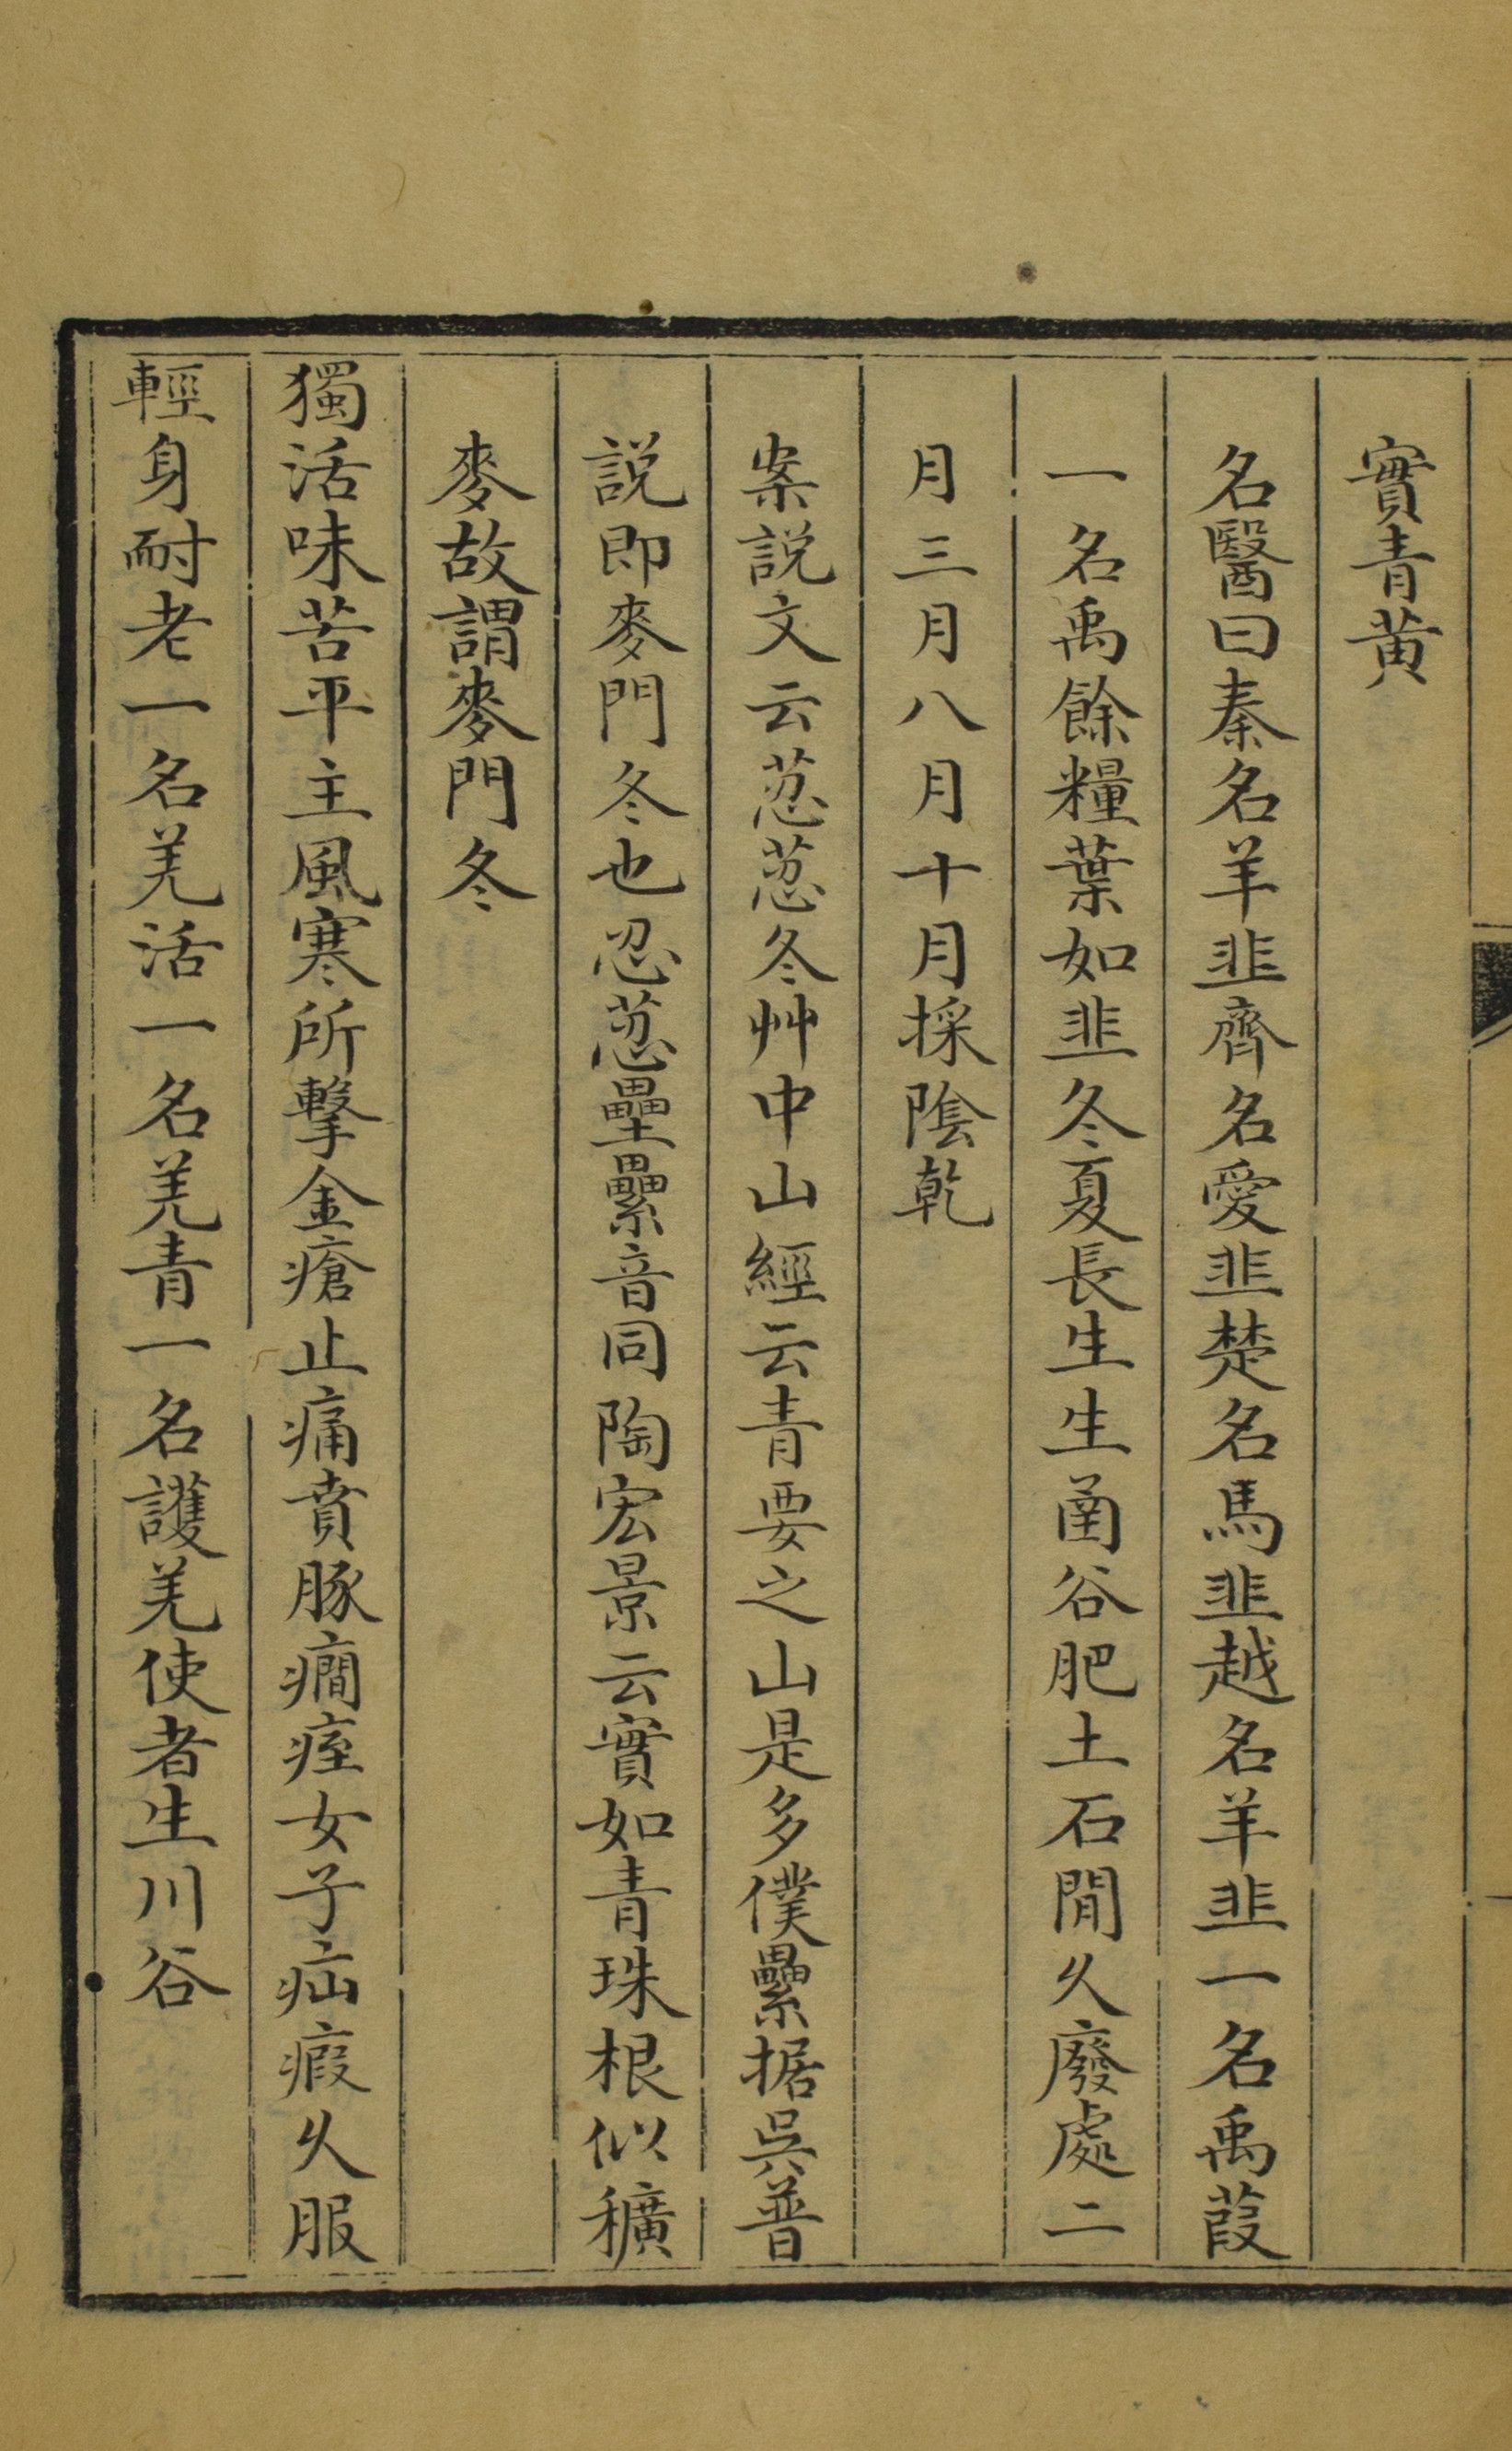 實青黃
名醫曰秦名羊韭齊名愛韭楚名馬韭越名羊韭一名禹葭
一名禹餘糧葉如韭冬夏長生生函谷肥土石閒久廢處二
月三月八月十月採陰乾
案說文云荵荵冬艸中山經云青要之山是多僕纍据吳普
說即麥門冬也忍荵壘纍音同陶宏景云實如青珠根似穬
麥故謂麥門冬
獨活味苦平主風寒所擊金瘡止痛賁豚癎痓女子疝瘕久服
輕身耐老一名羌活一名羌青一名護羌使者生川谷